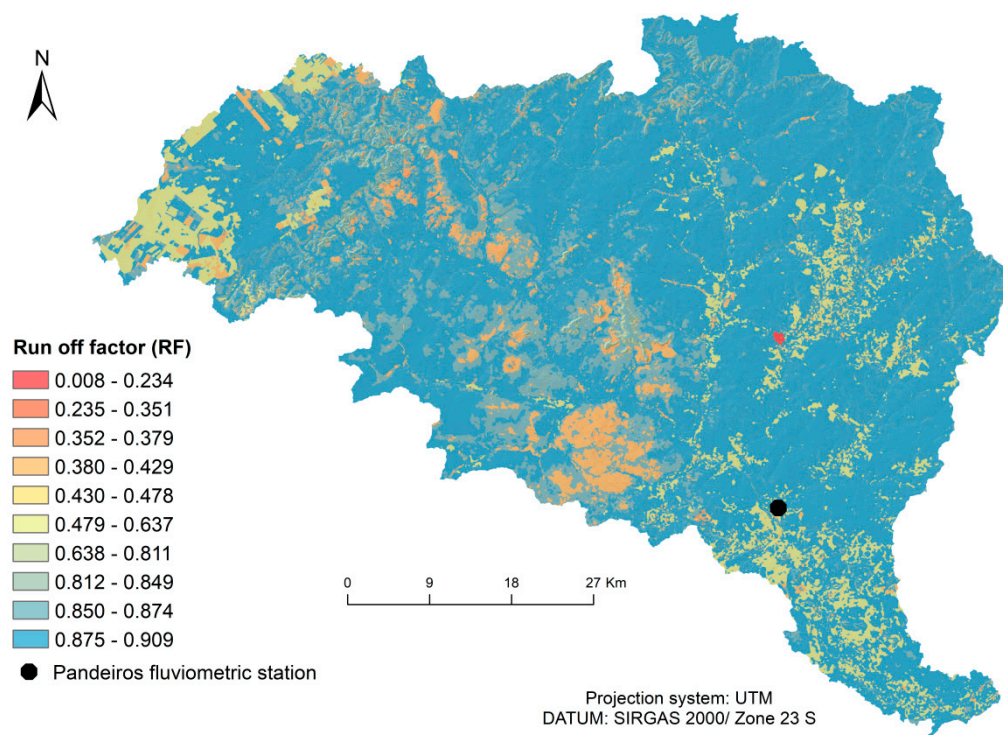 N
Run off factor (RF)
0.008 - 0.234
0.235 - 0.351
0.352 - 0.379
0.380 - 0.429
0.430 - 0.478
0.479 - 0.637
0.638 - 0.811
0.812 - 0.849
0.850 - 0.874
0.875 - 0.909
Pandeiros fluviometric station
0 9 18 27 Km
Projection system: UTM
DATUM: SIRGAS 2000/ Zone 23 S